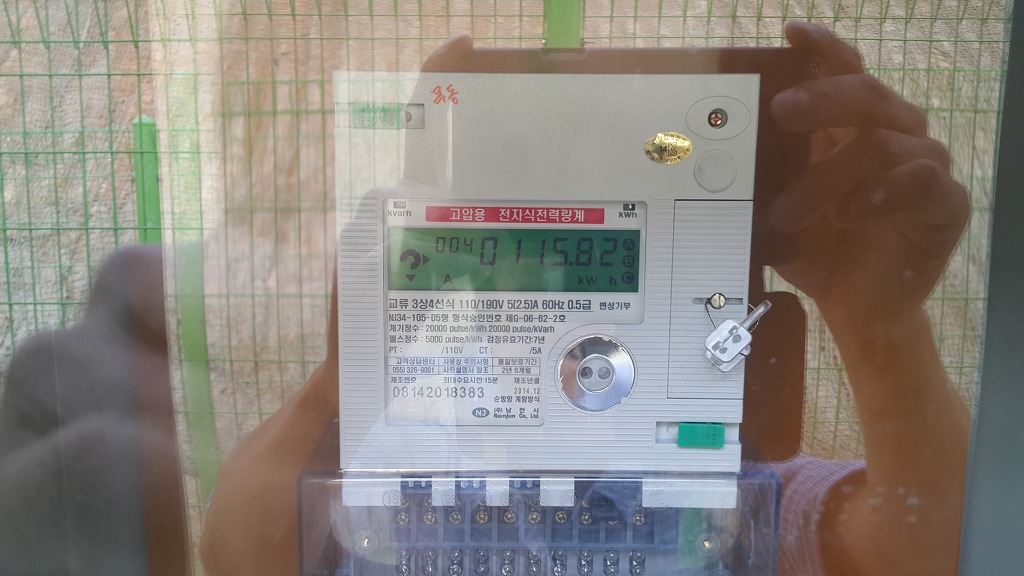 kvarh
고압용 전자식전력량계
kWh
004 0115.82
A
kW h
A
B
C
교류 3상4선식 110/190V 5(2.5)A 60Hz 0.5급 변성기부
NJ34-105-05형 형식승인번호 제G-06-62-2호
계기정수 : 20000 pulse/kWh 20000 pulse/kVarh
펄스정수 : 5000 pulse/kWh 검정유효기간:7년
PT : /110V CT : /5A
고객상담센터 사용상 주의사항 품질보증기간
055) 326-9001 사용설명서 참조 2년 6개월
제조번호 최대수요시한:15분 제조년월
08142018383 2014.12
순방향 계량방식
NJ (주) 남전사
Namjun Co., Ltd.